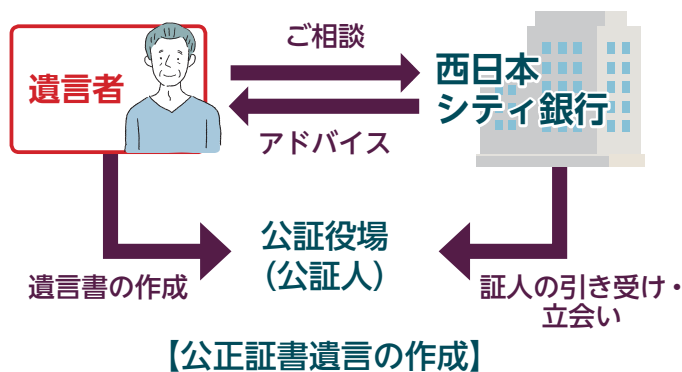 ご相談
遺言者
西日本
シティ銀行
アドバイス
公証役場
（公証人）
遺言書の作成
証人の引き受け・
立会い
【公正証書遺言の作成】